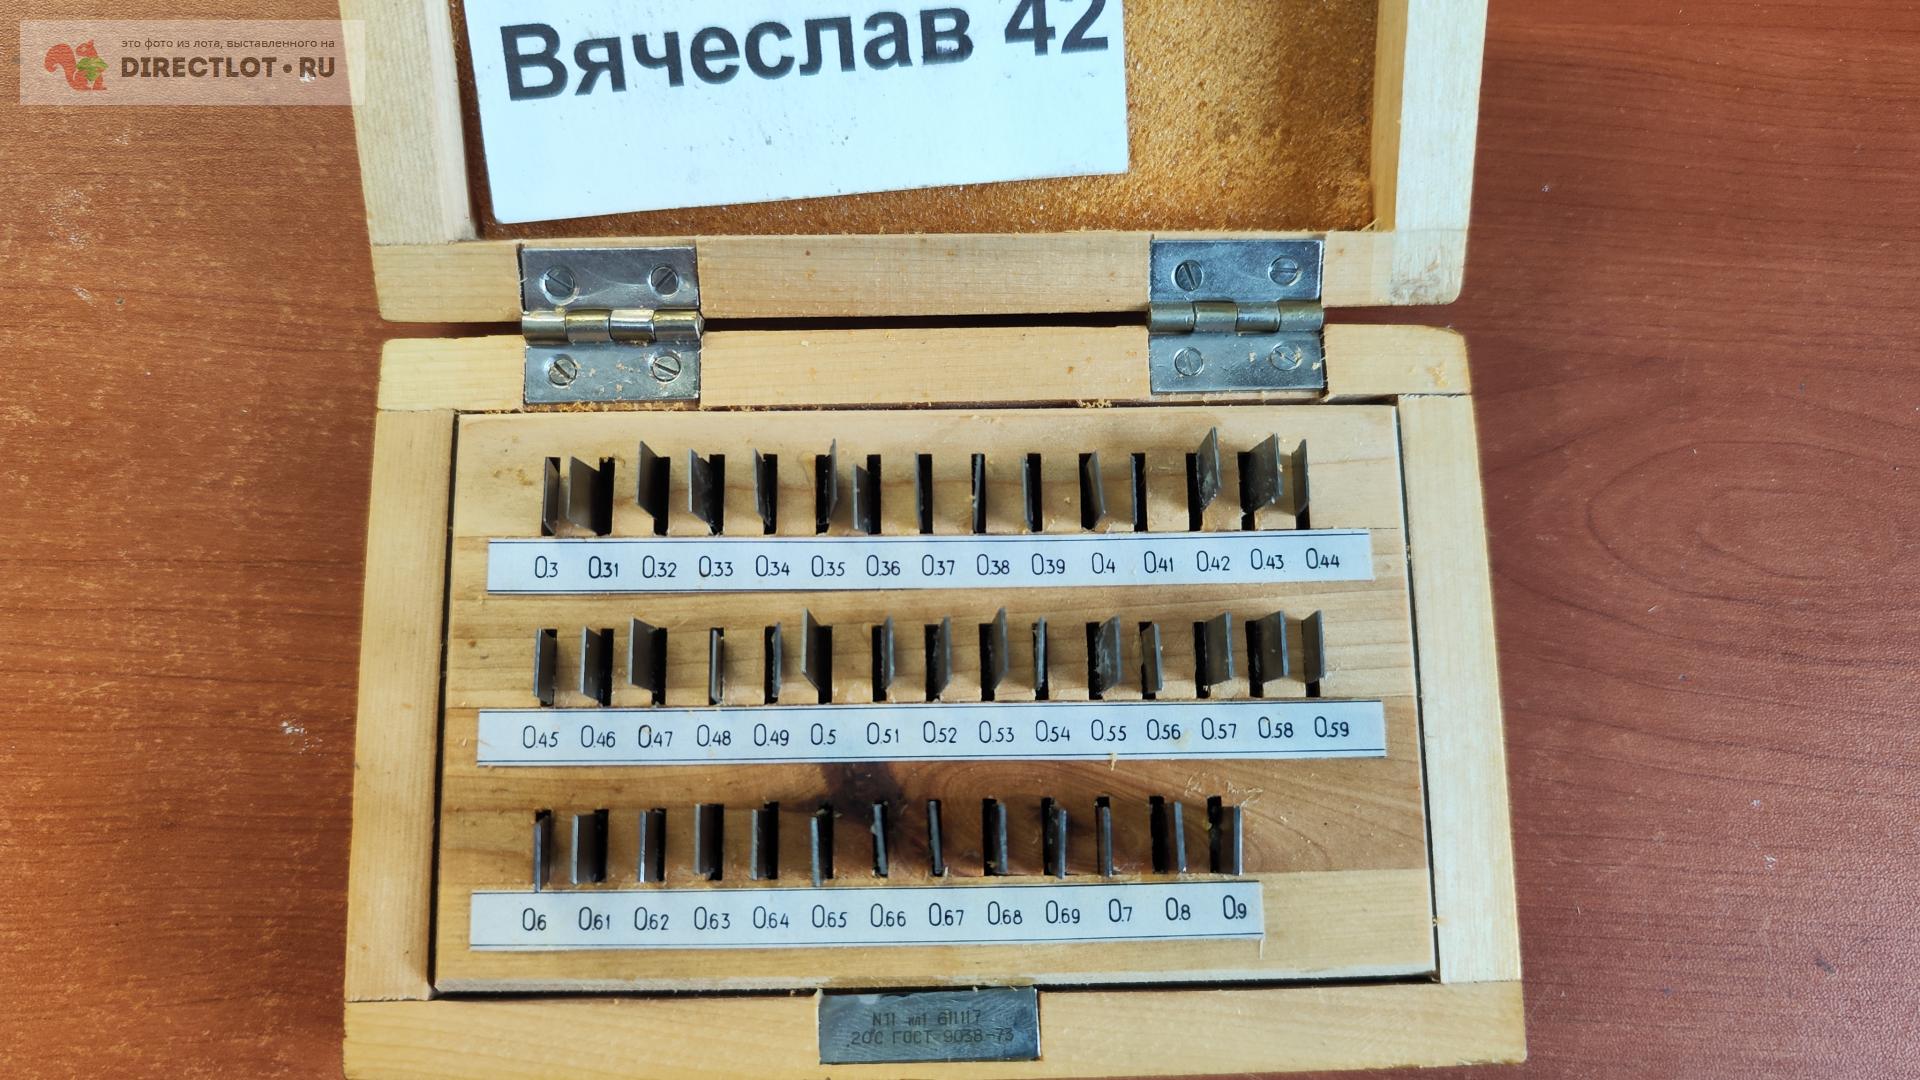 это фото из лота, выставленного на
DIRECTLOT•RU
Вячеслав 42
0.3 0.31 0.32 0.33 0.34 0.35 0.36 0.37 0.38 0.39 0.4 0.41 0.42 0.43 0.44
0.45 0.46 0.47 0.48 0.49 0.5 0.51 0.52 0.53 0.54 0.55 0.56 0.57 0.58 0.59
0.6 0.61 0.62 0.63 0.64 0.65 0.66 0.67 0.68 0.69 0.7 0.8 0.9
N11 кл1 611117
20°C ГОСТ-9038-73